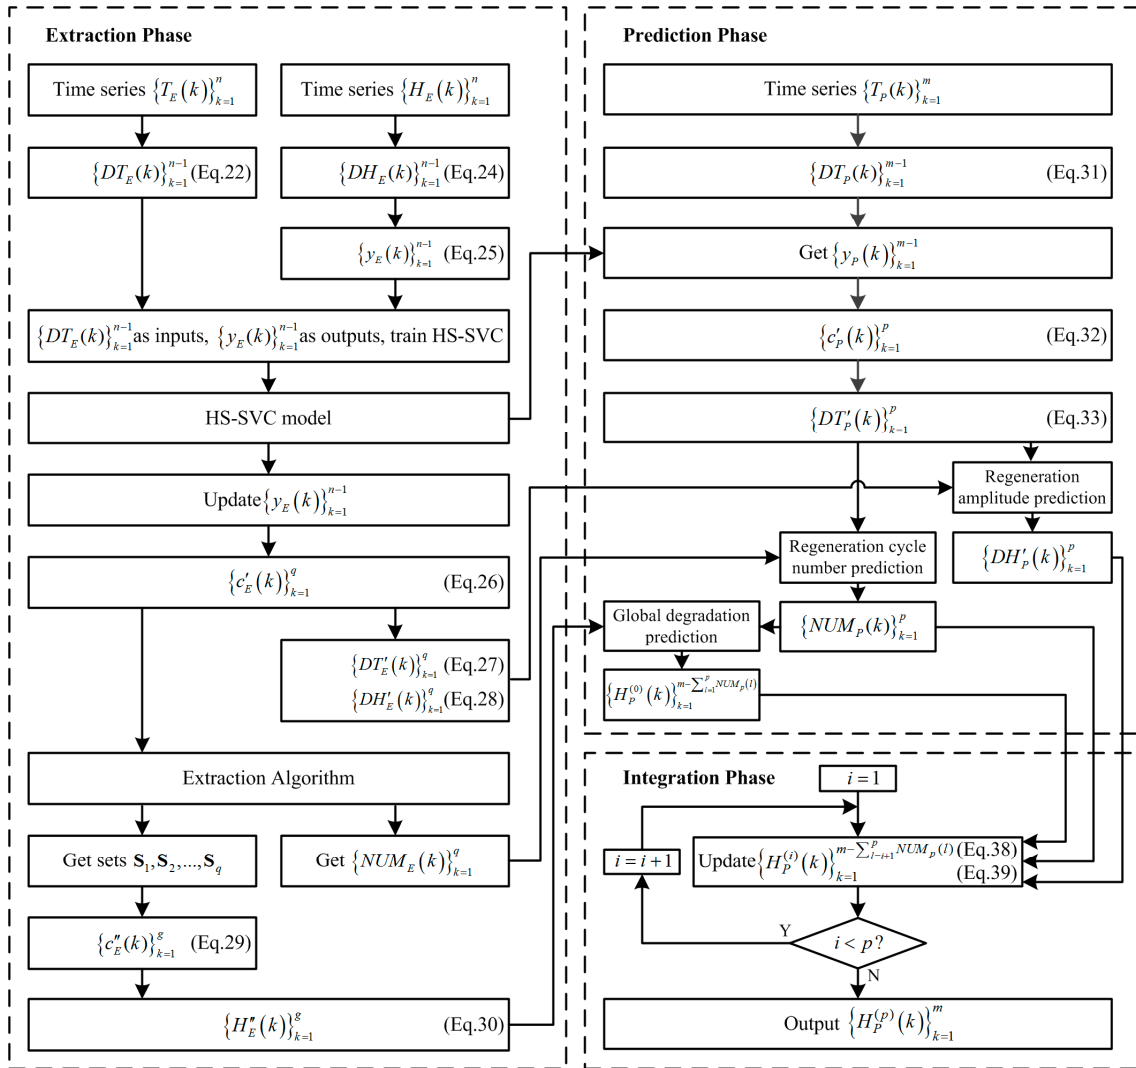 Extraction Phase
Time series {T_E(k)}_{k=1}^{n}
Time series {H_E(k)}_{k=1}^{n}
{DT_E(k)}_{k=1}^{n-1} (Eq.22)
{DH_E(k)}_{k=1}^{n-1} (Eq.24)
{y_E(k)}_{k=1}^{n-1} (Eq.25)
{DT_E(k)}_{k=1}^{n-1} as inputs, {y_E(k)}_{k=1}^{n-1} as outputs, train HS-SVC
HS-SVC model
Update {y_E(k)}_{k=1}^{n-1}
{c'_E(k)}_{k=1}^{q} (Eq.26)
{DT'_E(k)}_{k=1}^{q} (Eq.27)
{DH'_E(k)}_{k=1}^{q} (Eq.28)
Extraction Algorithm
Get sets S_1,S_2,...,S_q
Get {NUM_E(k)}_{k=1}^{q}
{c''_E(k)}_{k=1}^{g} (Eq.29)
{H''_E(k)}_{k=1}^{g} (Eq.30)
Prediction Phase
Time series {T_P(k)}_{k=1}^{m}
{DT_P(k)}_{k=1}^{m-1} (Eq.31)
Get {y_P(k)}_{k=1}^{m-1}
{c'_P(k)}_{k=1}^{p} (Eq.32)
{DT'_P(k)}_{k-1}^{p} (Eq.33)
Regeneration
amplitude prediction
{DH'_P(k)}_{k=1}^{p}
Regeneration cycle
number prediction
{NUM_P(k)}_{k=1}^{p}
Global degradation
prediction
{H_P^{(0)}(k)}_{k=1}^{m-∑_{l=1}^{p} NUM_p(l)}
Integration Phase
i=1
i=i+1
Update {H_P^{(i)}(k)}_{k=1}^{m-∑_{l-i+1}^{p} NUM_p(l)} (Eq.38)
(Eq.39)
Y
i<p?
N
Output {H_P^{(p)}(k)}_{k=1}^{m}